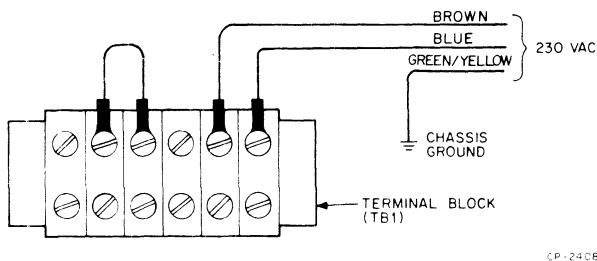 BROWN
BLUE
GREEN/YELLOW
230 VAC
CHASSIS
GROUND
TERMINAL BLOCK
(TB1)
CP-2408